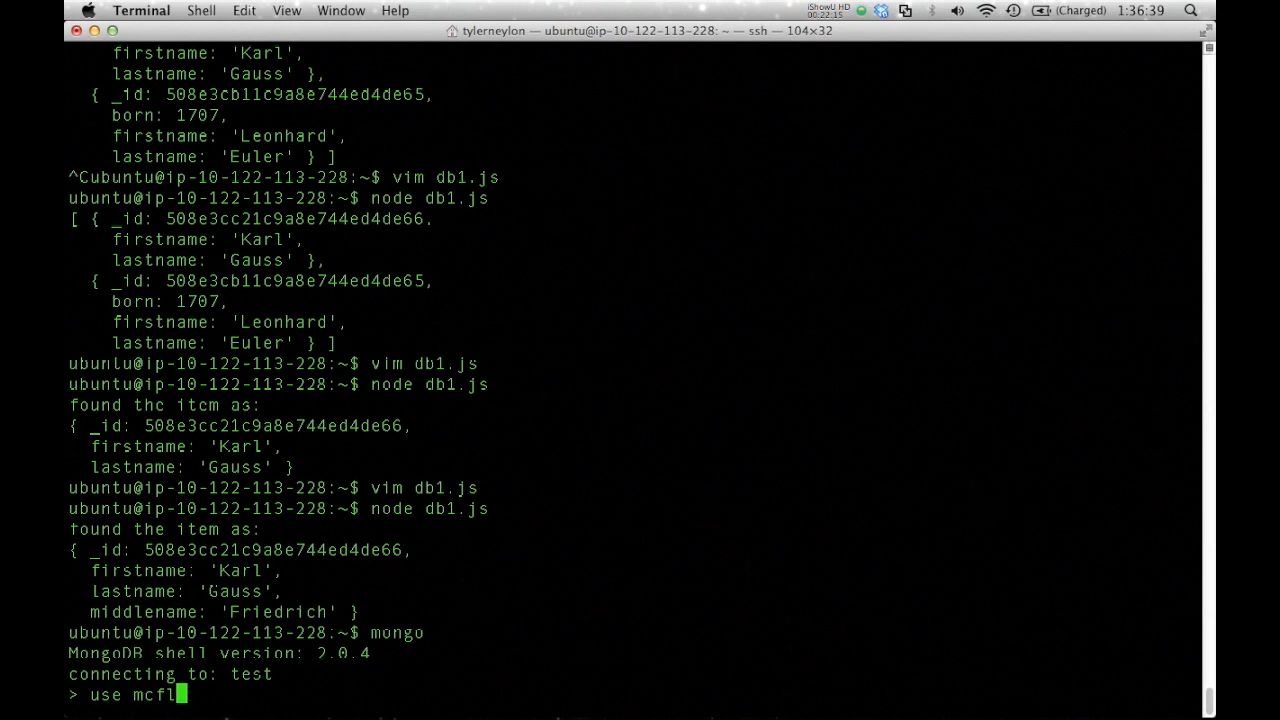 Terminal Shell Edit View Window Help iShowU HD 00:22:15 (Charged) 1:36:39
tylerneylon — ubuntu@ip-10-122-113-228: ~ — ssh — 104×32
firstname: 'Karl',
lastname: 'Gauss' },
{ _id: 508e3cb11c9a8e744ed4de65,
born: 1707,
firstname: 'Leonhard',
lastname: 'Euler' } ]
^Cubuntu@ip-10-122-113-228:~$ vim db1.js
ubuntu@ip-10-122-113-228:~$ node db1.js
[ { _id: 508e3cc21c9a8e744ed4de66,
firstname: 'Karl',
lastname: 'Gauss' },
{ _id: 508e3cb11c9a8e744ed4de65,
born: 1707,
firstname: 'Leonhard',
lastname: 'Euler' } ]
ubuntu@ip-10-122-113-228:~$ vim db1.js
ubuntu@ip-10-122-113-228:~$ node db1.js
found the item as:
{ _id: 508e3cc21c9a8e744ed4de66,
firstname: 'Karl',
lastname: 'Gauss' }
ubuntu@ip-10-122-113-228:~$ vim db1.js
ubuntu@ip-10-122-113-228:~$ node db1.js
found the item as:
{ _id: 508e3cc21c9a8e744ed4de66,
firstname: 'Karl',
lastname: 'Gauss',
middlename: 'Friedrich' }
ubuntu@ip-10-122-113-228:~$ mongo
MongoDB shell version: 2.0.4
connecting to: test
> use mcfl